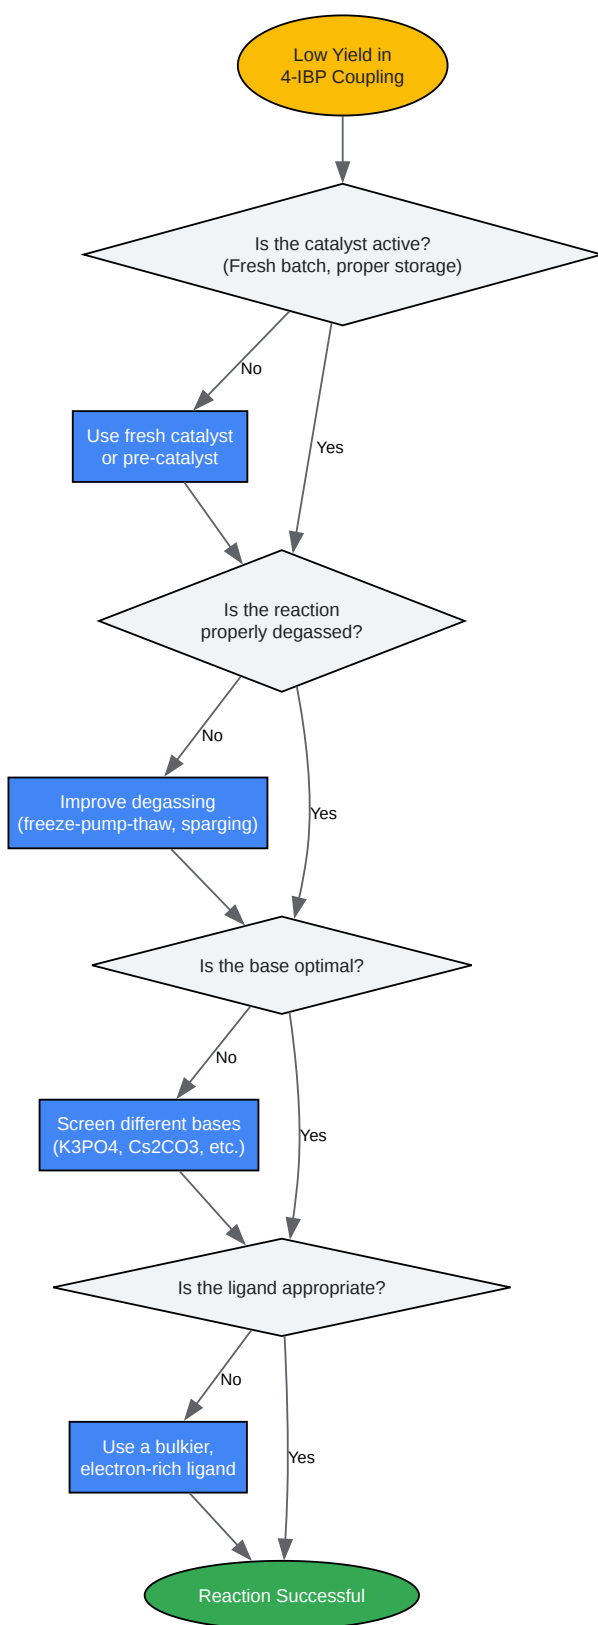 Low Yield in
4-IBP Coupling
Is the catalyst active?
(Fresh batch, proper storage)
No
Yes
Use fresh catalyst
or pre-catalyst
Is the reaction
properly degassed?
No
Yes
Improve degassing
(freeze-pump-thaw, sparging)
Is the base optimal?
No
Yes
Screen different bases
(K3PO4, Cs2CO3, etc.)
Is the ligand appropriate?
No
Yes
Use a bulkier,
electron-rich ligand
Reaction Successful